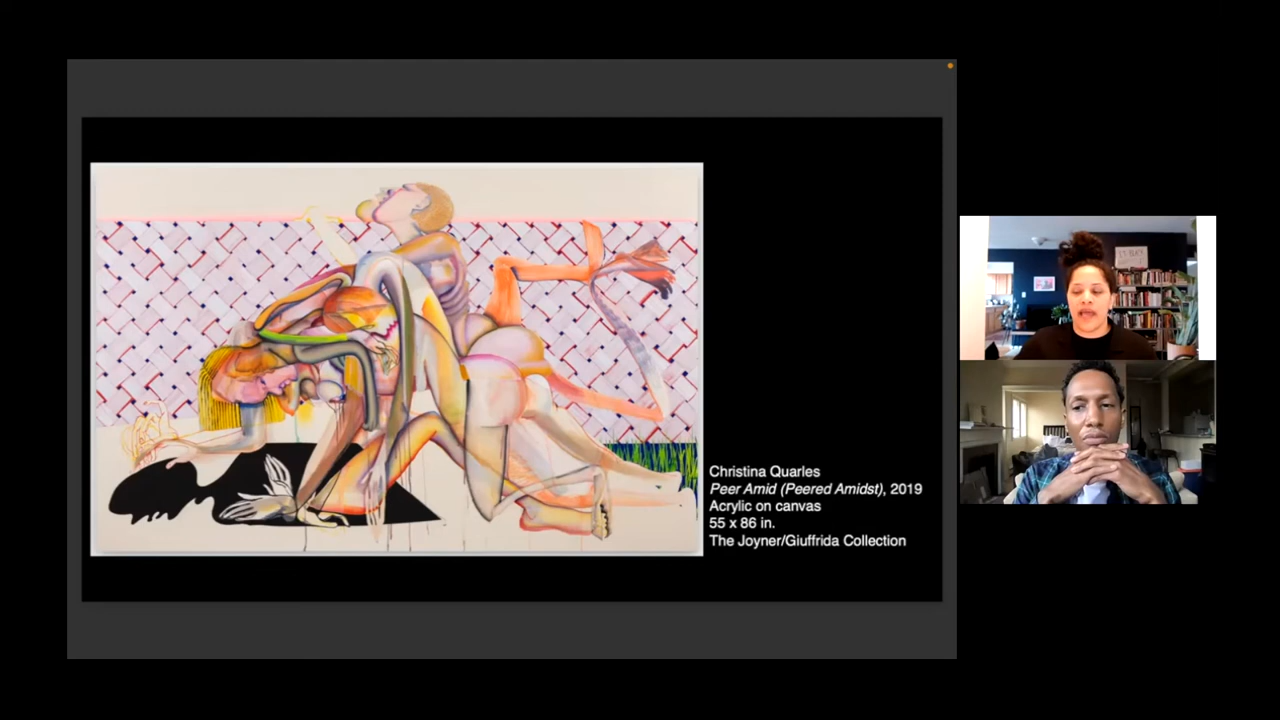 Christina Quarles
Peer Amid (Peered Amidst), 2019
Acrylic on canvas
55 x 86 in.
The Joyner/Giuffrida Collection